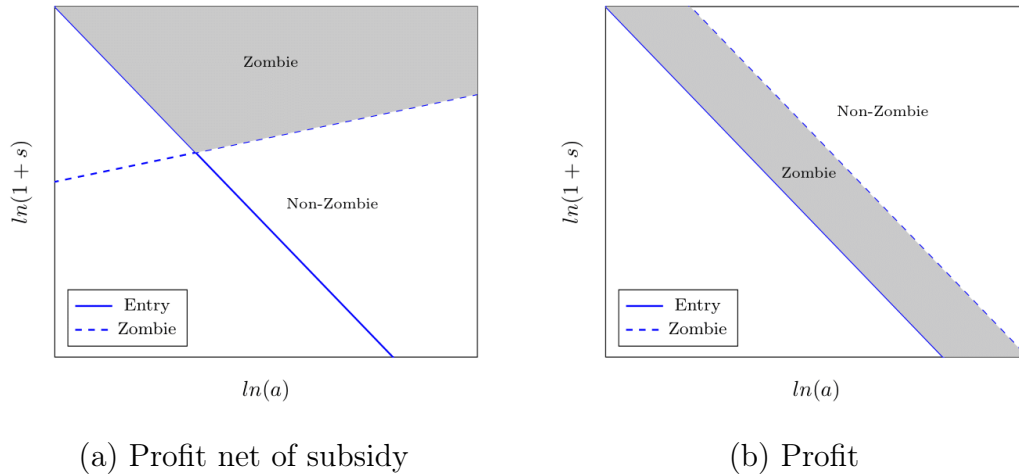 Zombie
Non-Zombie
ln(1 + s)
Entry
Zombie
ln(a)
(a) Profit net of subsidy
Non-Zombie
Zombie
ln(1 + s)
Entry
Zombie
ln(a)
(b) Profit